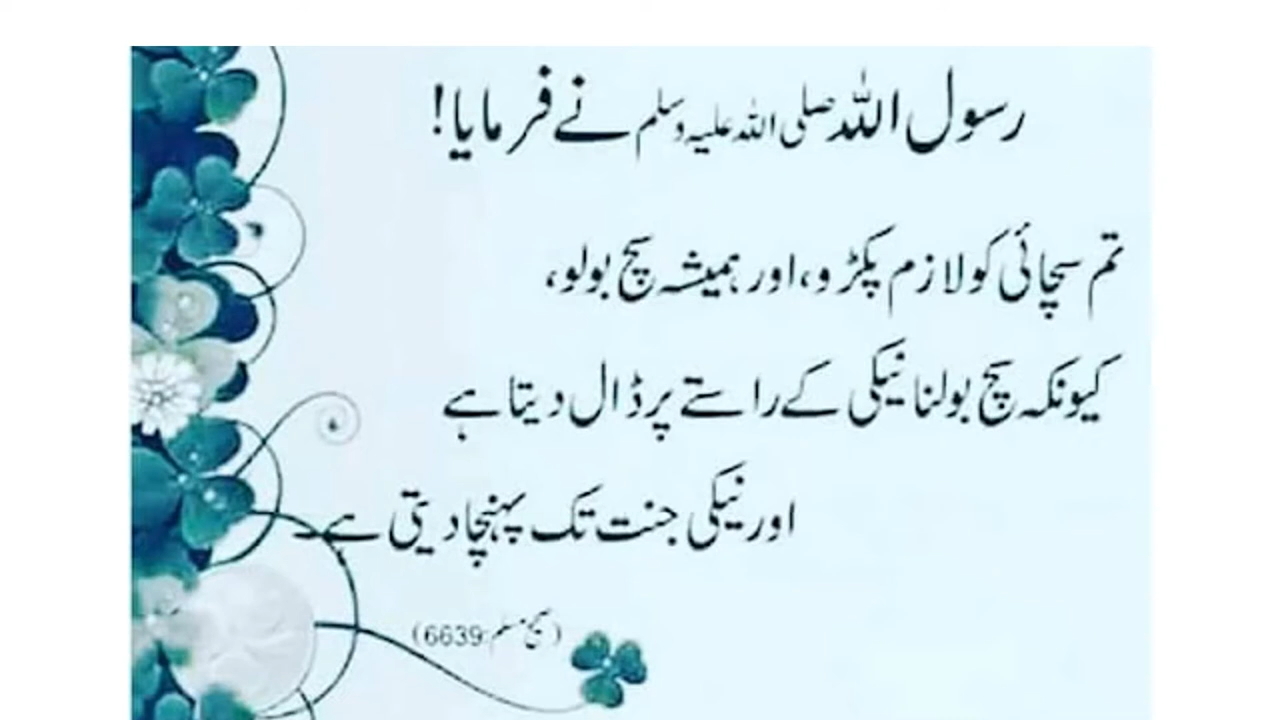 رسول اللہ صلی اللہ علیہ وسلم نے فرمایا!
تم سچائی کو لازم پکڑو، اور ہمیشہ سچ بولو،
کیونکہ سچ بولنا نیکی کے راستے پر ڈال دیتا ہے
اور نیکی جنت تک پہنچا دیتی ہے۔
(صحیح مسلم:6639)